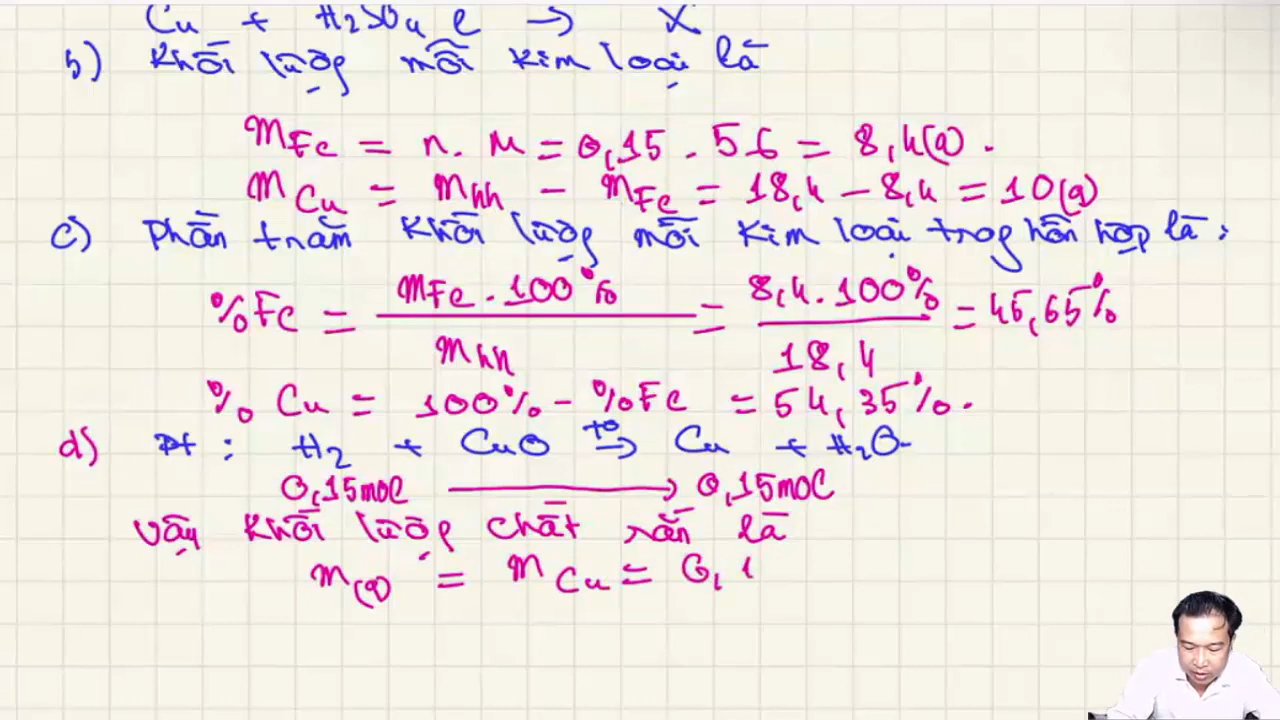 Cu + H2SO4 l → X
b) Khối lượng mỗi kim loại là
mFe = n. M = 0,15 . 56 = 8,4(g).
mCu = mhh - mFe = 18,4 - 8,4 = 10(g)
c) Phần trăm khối lượng mỗi kim loại trog hỗn hợp là :
%Fe = mFe . 100% / mhh = 8,4 . 100% / 18,4 = 45,65%
% Cu = 100% - %Fe = 54,35%.
d) Pt : H2 + CuO t° → Cu + H2O
0,15mol → 0,15mol
Vậy khối lượng chất rắn là
m(r) = mCu = 0,1